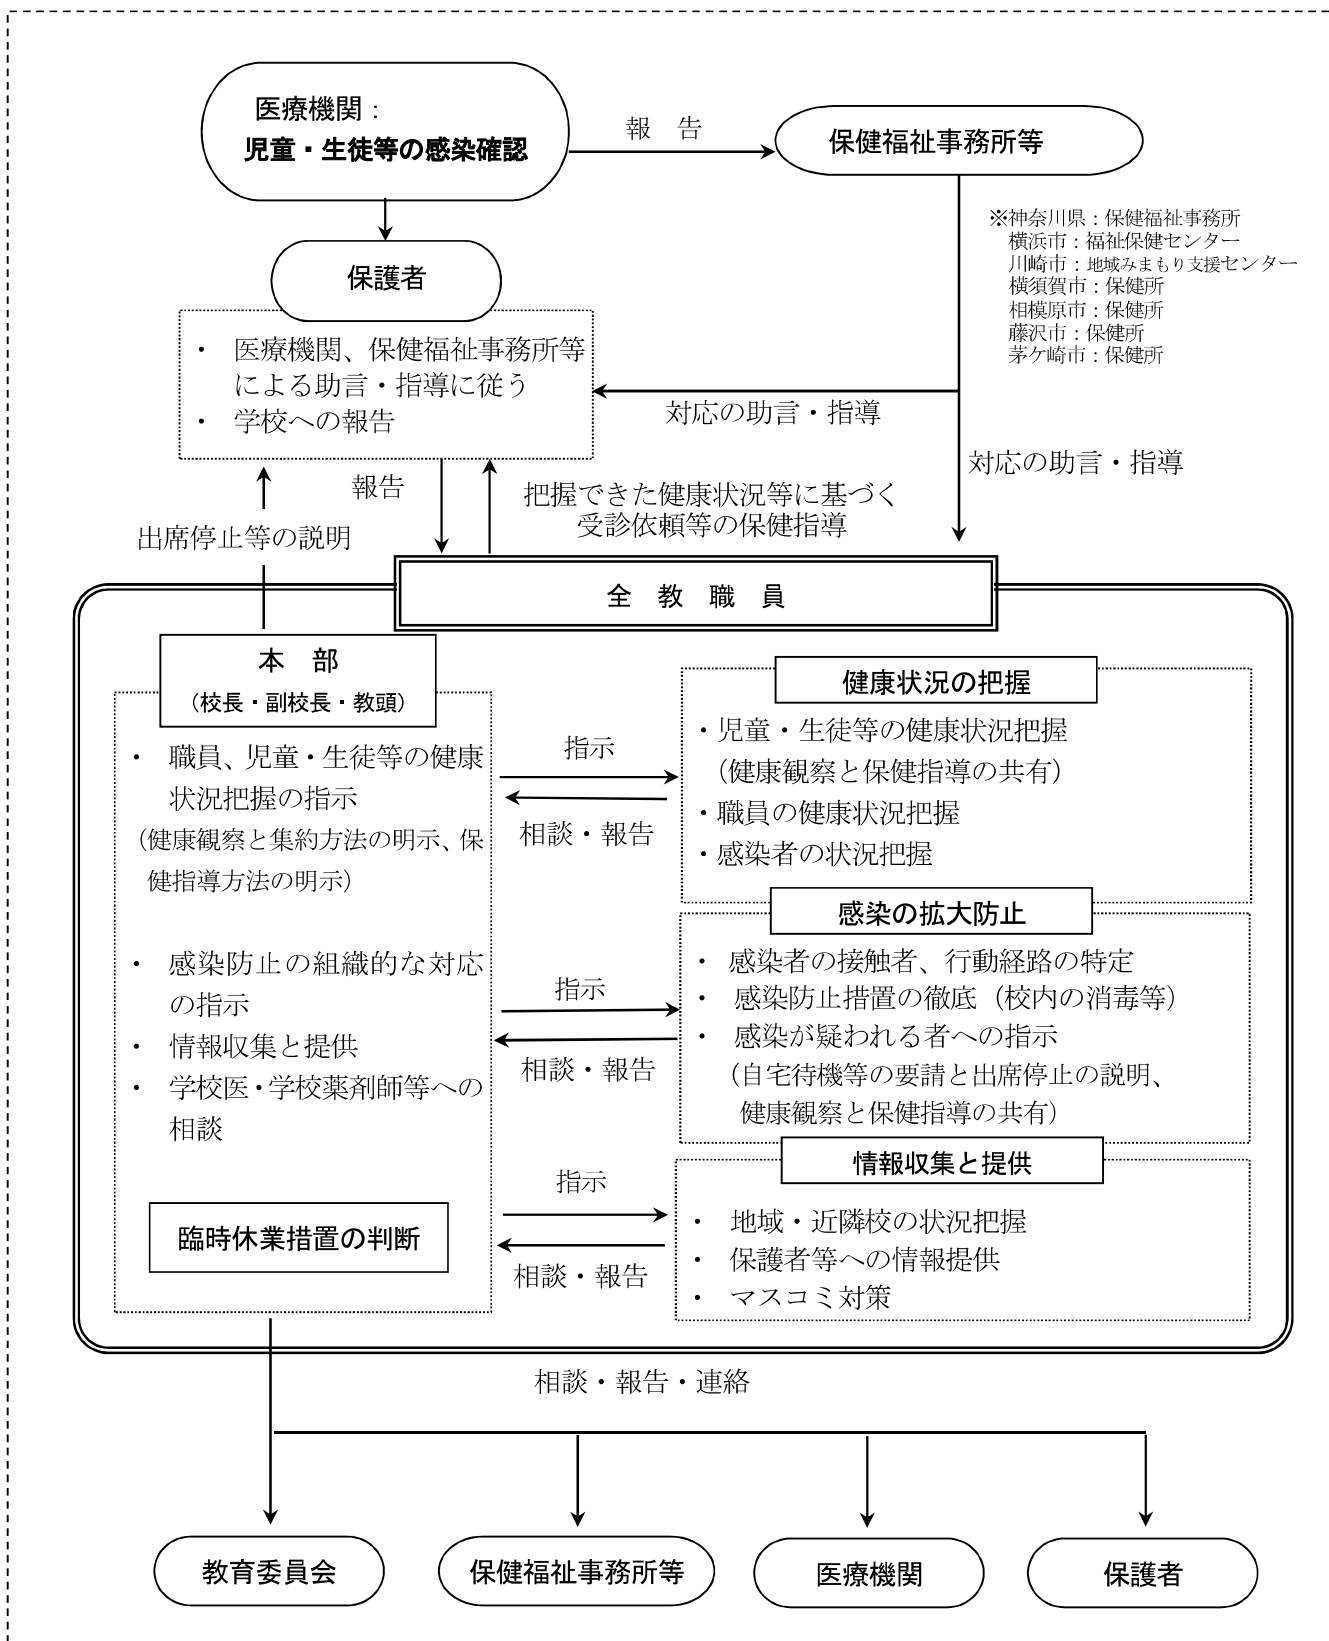 医療機関：
児童・生徒等の感染確認
報　告
保健福祉事務所等
※神奈川県：保健福祉事務所
横浜市：福祉保健センター
川崎市：地域みまもり支援センター
横須賀市：保健所
相模原市：保健所
藤沢市：保健所
茅ケ崎市：保健所
保護者
・　医療機関、保健福祉事務所等
による助言・指導に従う
・　学校への報告
対応の助言・指導
対応の助言・指導
報告
把握できた健康状況等に基づく
受診依頼等の保健指導
出席停止等の説明
全　教　職　員
本　部
（校長・副校長・教頭）
・　職員、児童・生徒等の健康
状況把握の指示
（健康観察と集約方法の明示、保
健指導方法の明示）
・　感染防止の組織的な対応
の指示
・　情報収集と提供
・　学校医・学校薬剤師等への
相談
臨時休業措置の判断
指示
相談・報告
健康状況の把握
・児童・生徒等の健康状況把握
（健康観察と保健指導の共有）
・職員の健康状況把握
・感染者の状況把握
指示
相談・報告
感染の拡大防止
・　感染者の接触者、行動経路の特定
・　感染防止措置の徹底（校内の消毒等）
・　感染が疑われる者への指示
（自宅待機等の要請と出席停止の説明、
健康観察と保健指導の共有）
指示
相談・報告
情報収集と提供
・　地域・近隣校の状況把握
・　保護者等への情報提供
・　マスコミ対策
相談・報告・連絡
教育委員会
保健福祉事務所等
医療機関
保護者